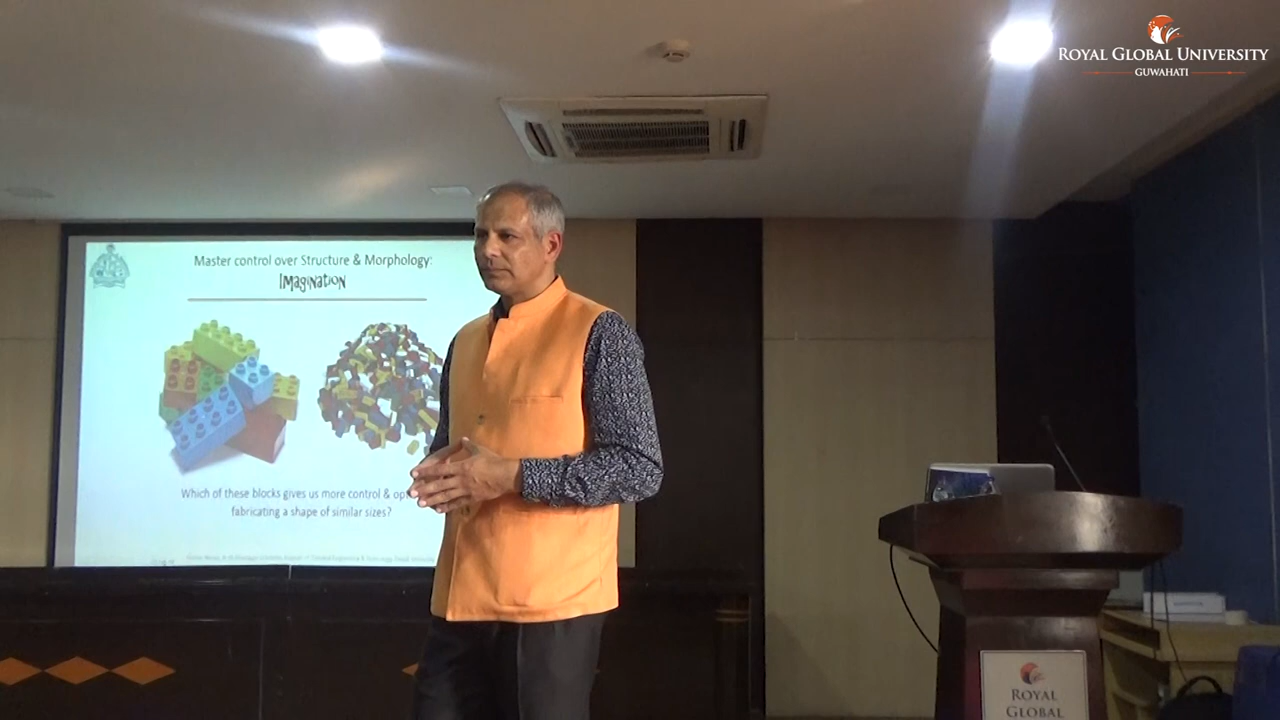 ROYAL GLOBAL UNIVERSITY
GUWAHATI
Master control over Structure & Morphology:
IMagiNatioN
Which of these blocks gives us more control &
fabricating a shape of similar sizes?
ROYAL
GLOBAL